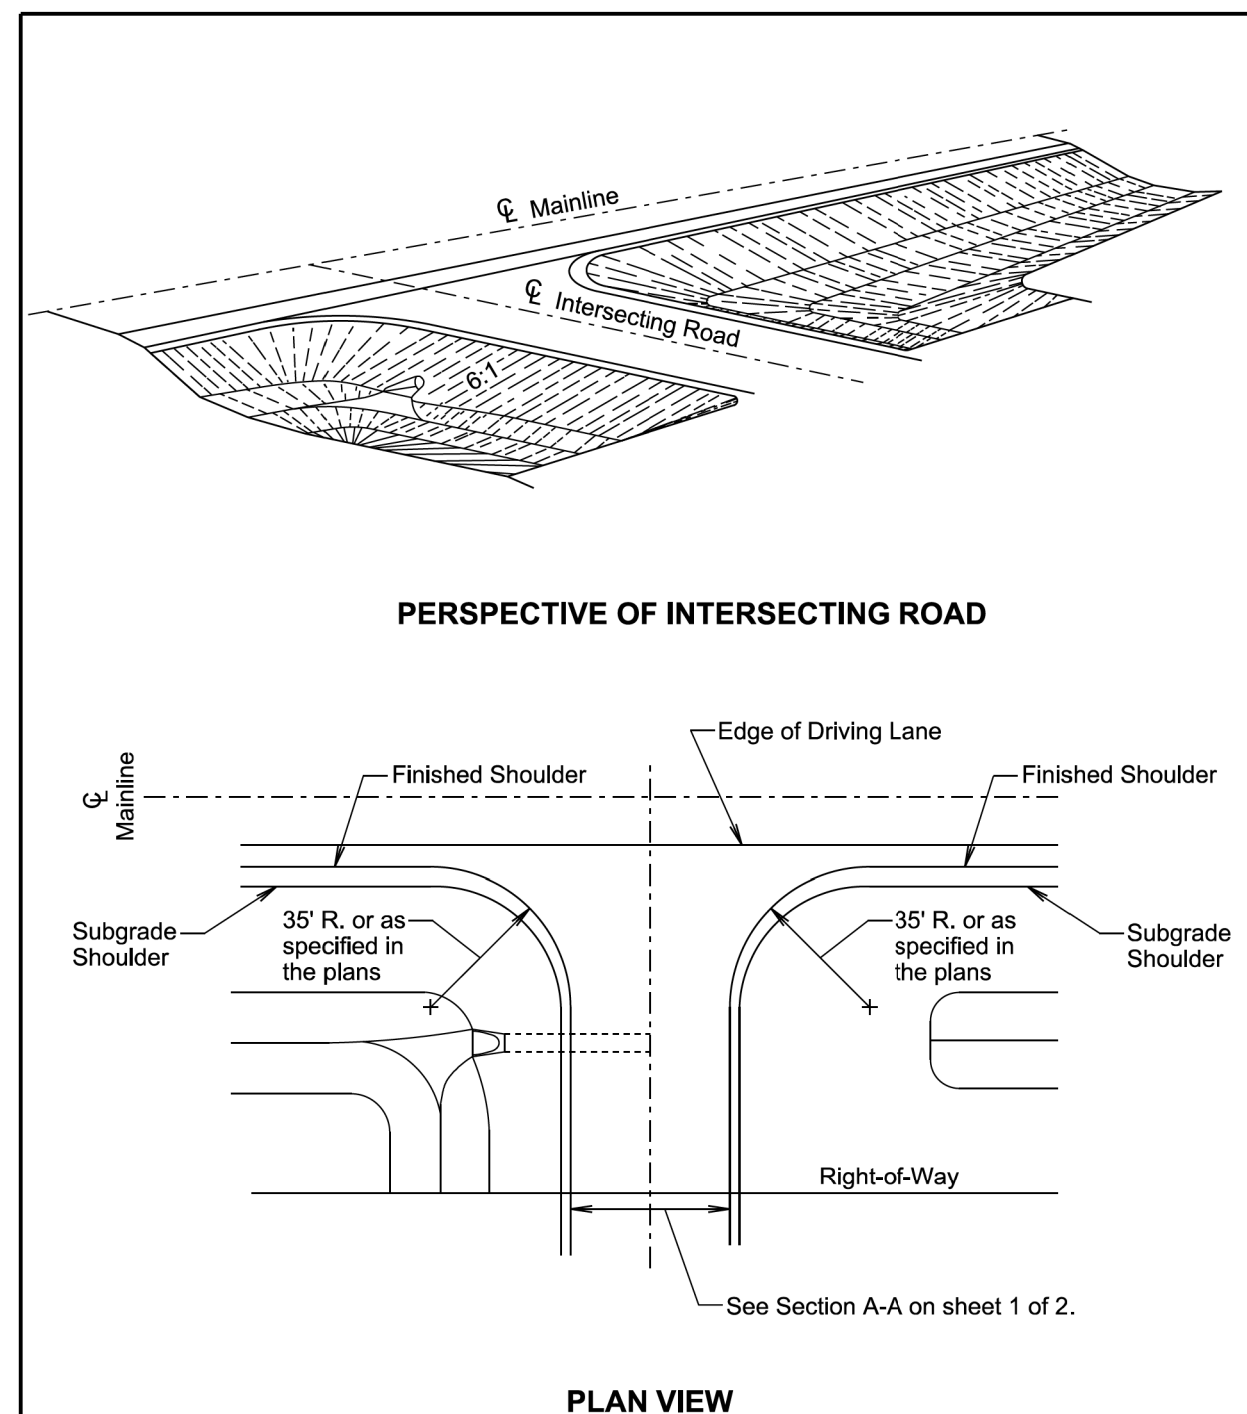 ℄ Mainline
℄ Intersecting Road
6:1
PERSPECTIVE OF INTERSECTING ROAD
Edge of Driving Lane
Finished Shoulder
Finished Shoulder
℄
Mainline
Subgrade
Shoulder
35' R. or as
specified in
the plans
35' R. or as
specified in
the plans
Subgrade
Shoulder
Right-of-Way
See Section A-A on sheet 1 of 2.
PLAN VIEW